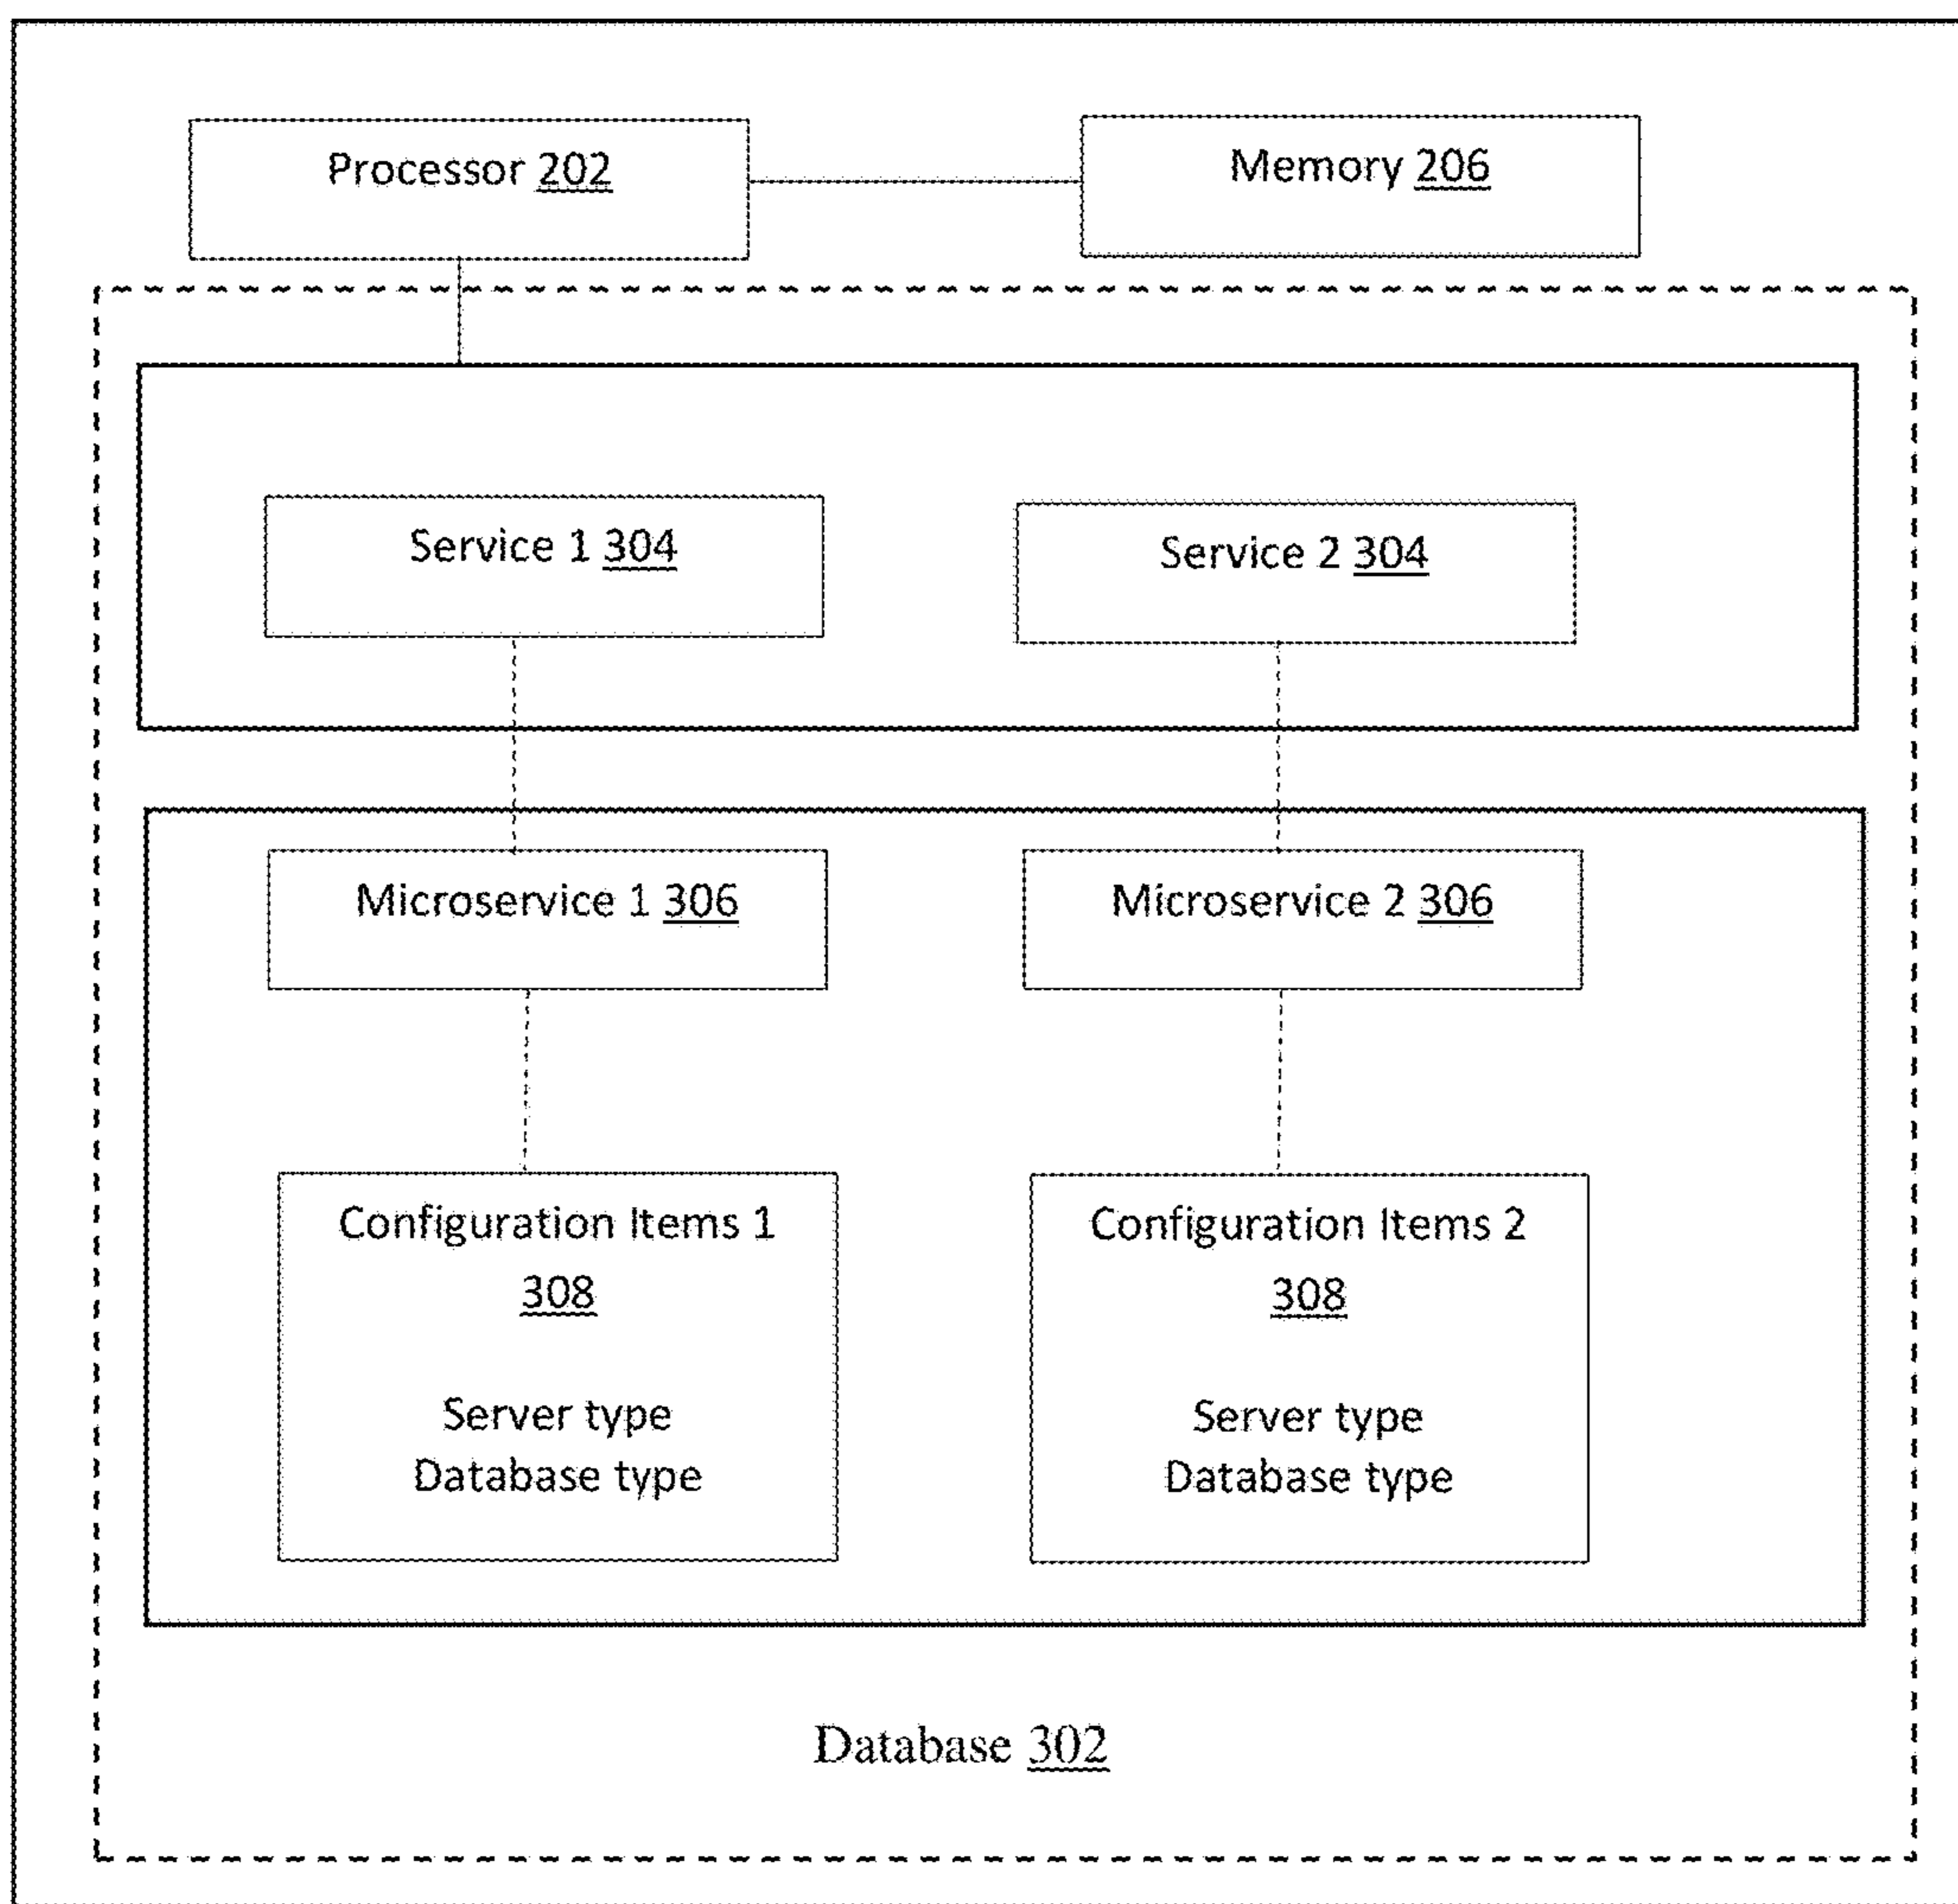 Processor 202
Memory 206
Service 1 304
Service 2 304
Microservice 1 306
Microservice 2 306
Configuration Items 1
308
Server type
Database type
Configuration Items 2
308
Server type
Database type
Database 302